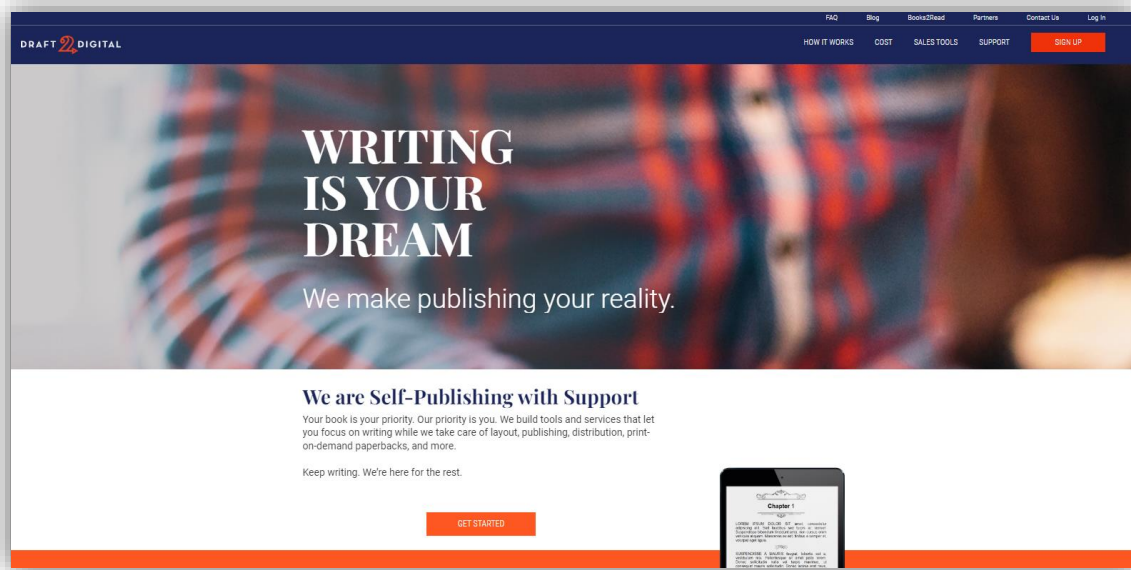 FAQ Blog Books2Read Partners Contact Us Log In
DRAFT 2 DIGITAL
HOW IT WORKS COST SALES TOOLS SUPPORT SIGN UP
WRITING
IS YOUR
DREAM
We make publishing your reality.
We are Self-Publishing with Support
Your book is your priority. Our priority is you. We build tools and services that let
you focus on writing while we take care of layout, publishing, distribution, print-
on-demand paperbacks, and more.
Keep writing. We're here for the rest.
GET STARTED
Chapter 1